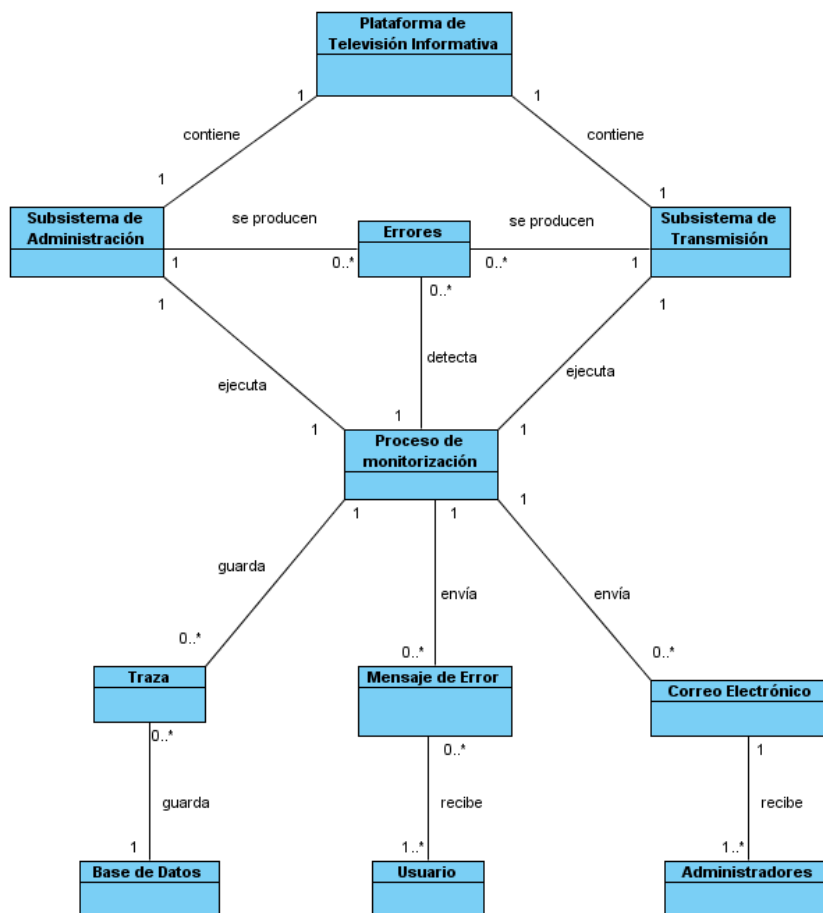 Plataforma de
Televisión Informativa
1
1
contiene
contiene
1
1
Subsistema de
Administración
se producen
Errores
se producen
Subsistema de
Transmisión
1
0..*
0..*
1
1
0..*
1
detecta
ejecuta
ejecuta
1
1
1
Proceso de
monitorización
1
1
1
guarda
envía
envía
0..*
0..*
0..*
Traza
Mensaje de Error
Correo Electrónico
0..*
0..*
1
guarda
recibe
recibe
1
1..*
1..*
Base de Datos
Usuario
Administradores